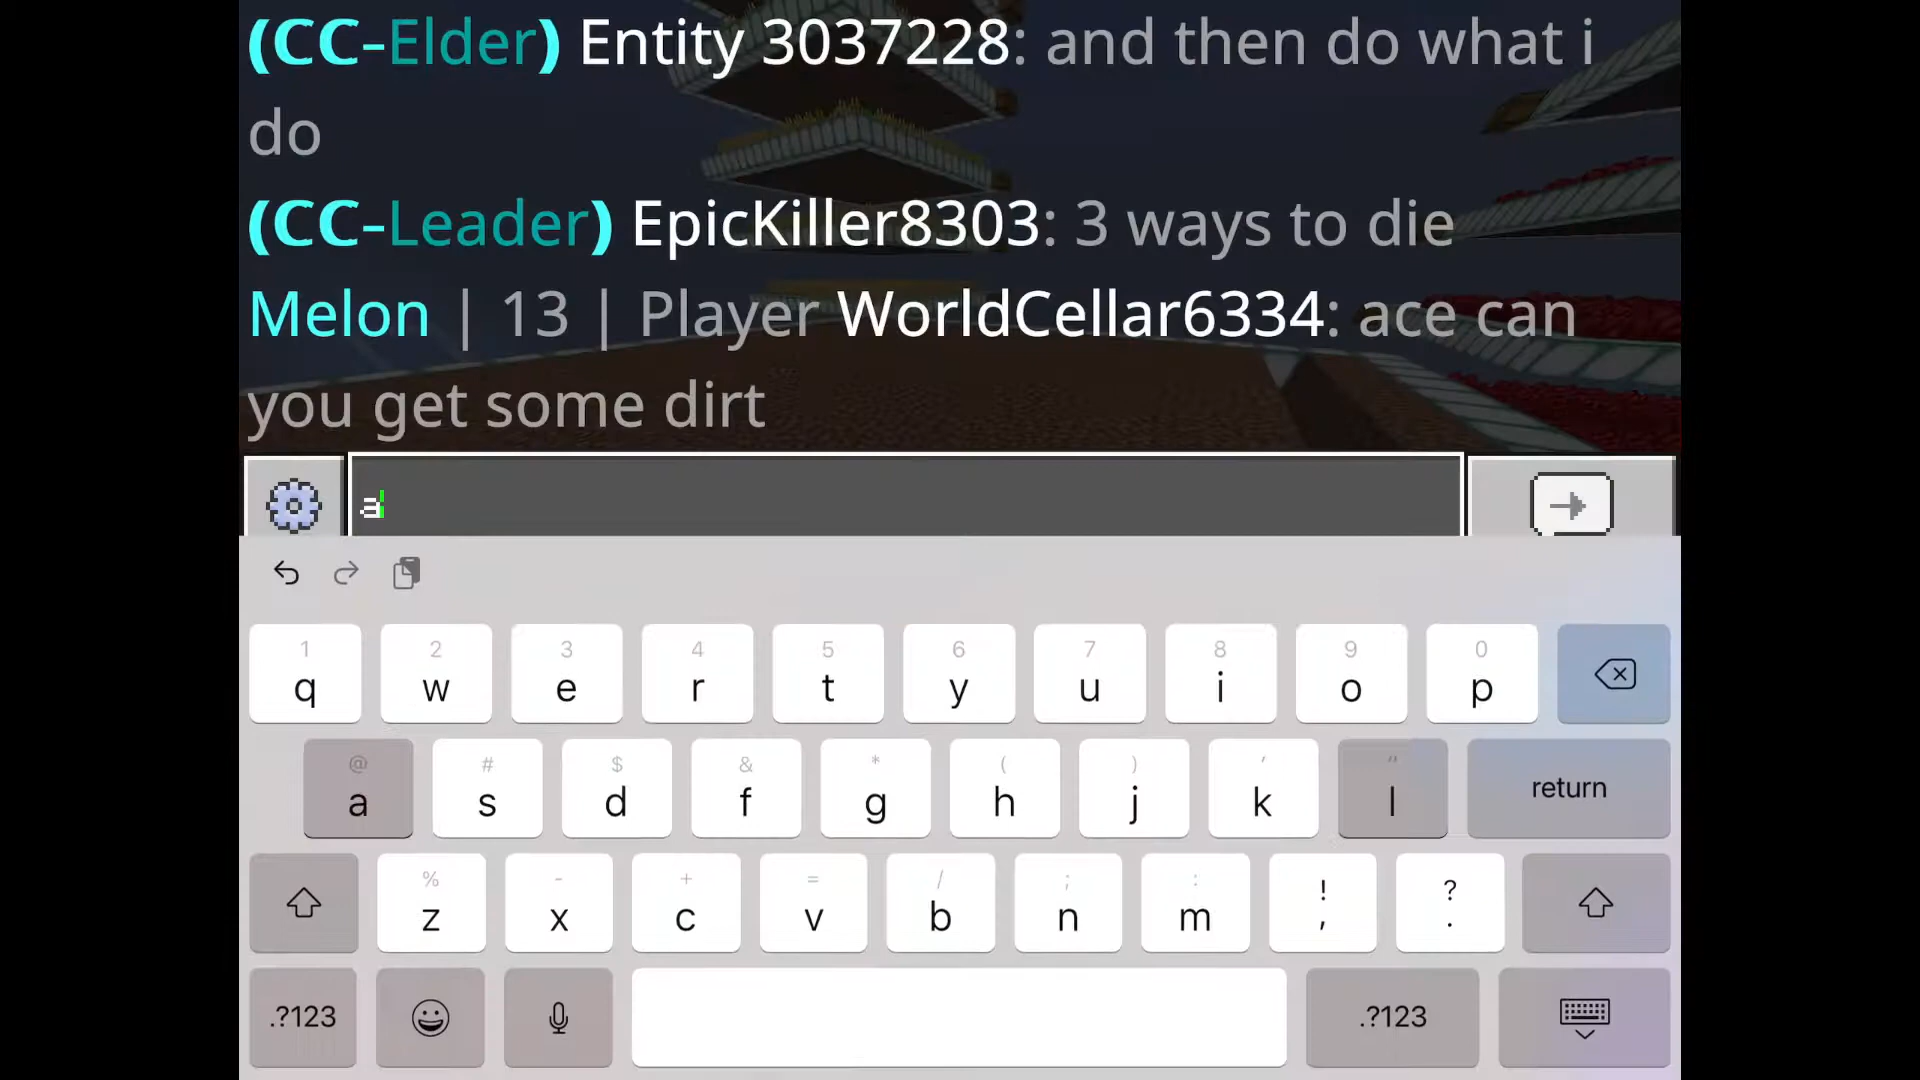 (CC-Elder) Entity 3037228: and then do what i
do
(CC-Leader) EpicKiller8303: 3 ways to die
Melon | 13 | Player WorldCellar6334: ace can
you get some dirt
a
1 2 3 4 5 6 7 8 9 0
q w e r t y u i o p
@ # $ & * ( ) ' "
a s d f g h j k l return
% - + = / ; : ! ?
z x c v b n m , .
.?123 .?123